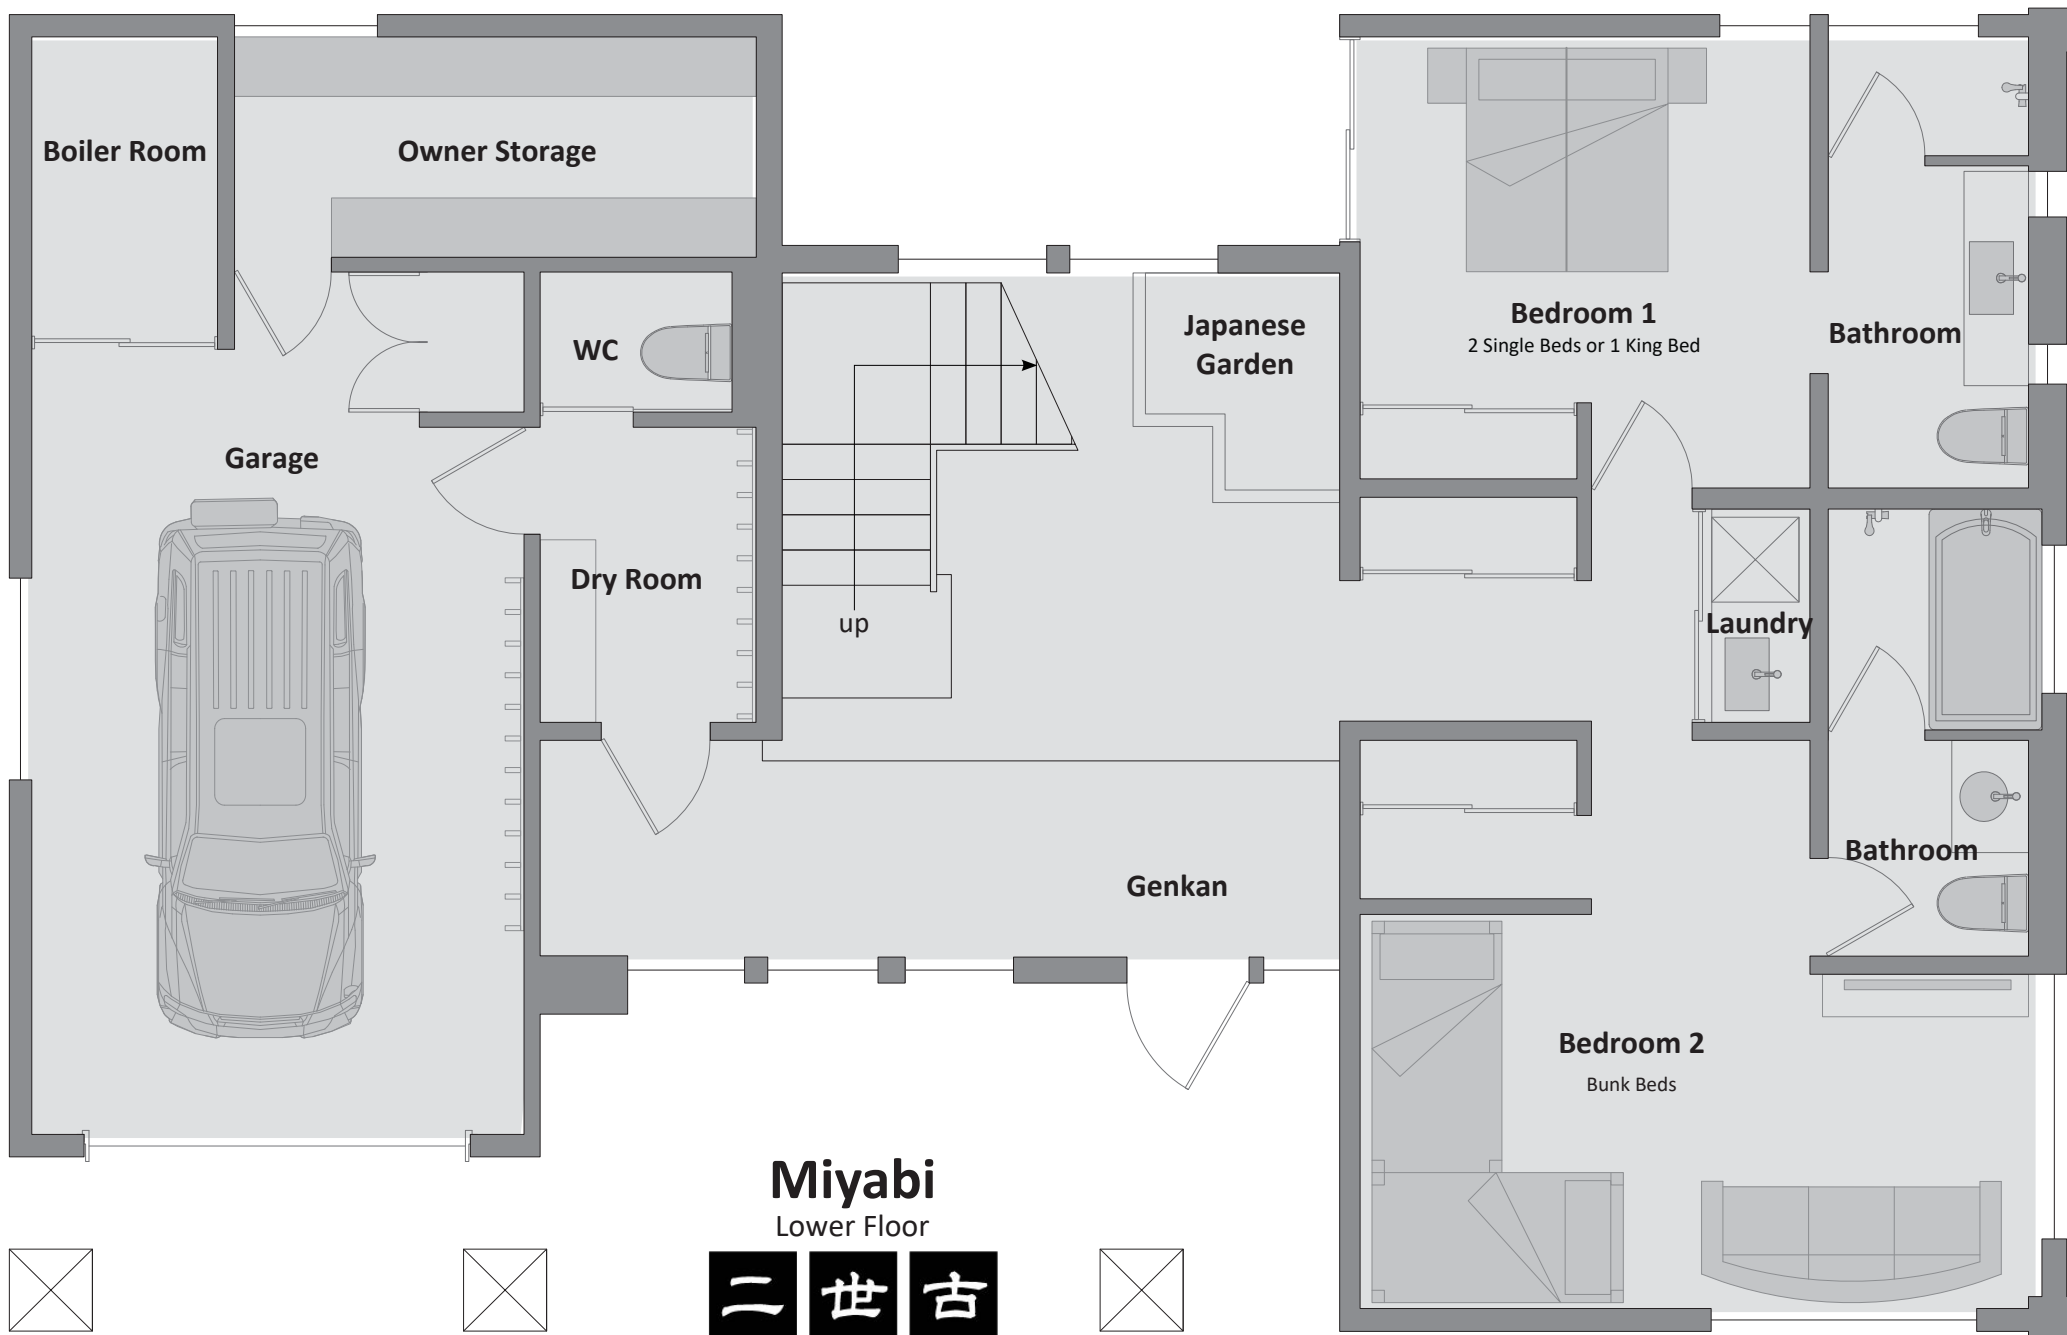 Boiler Room
Owner Storage
WC
Garage
Dry Room
up
Japanese
Garden
Bedroom 1
2 Single Beds or 1 King Bed
Bathroom
Laundry
Bathroom
Genkan
Bedroom 2
Bunk Beds
Miyabi
Lower Floor
二世古